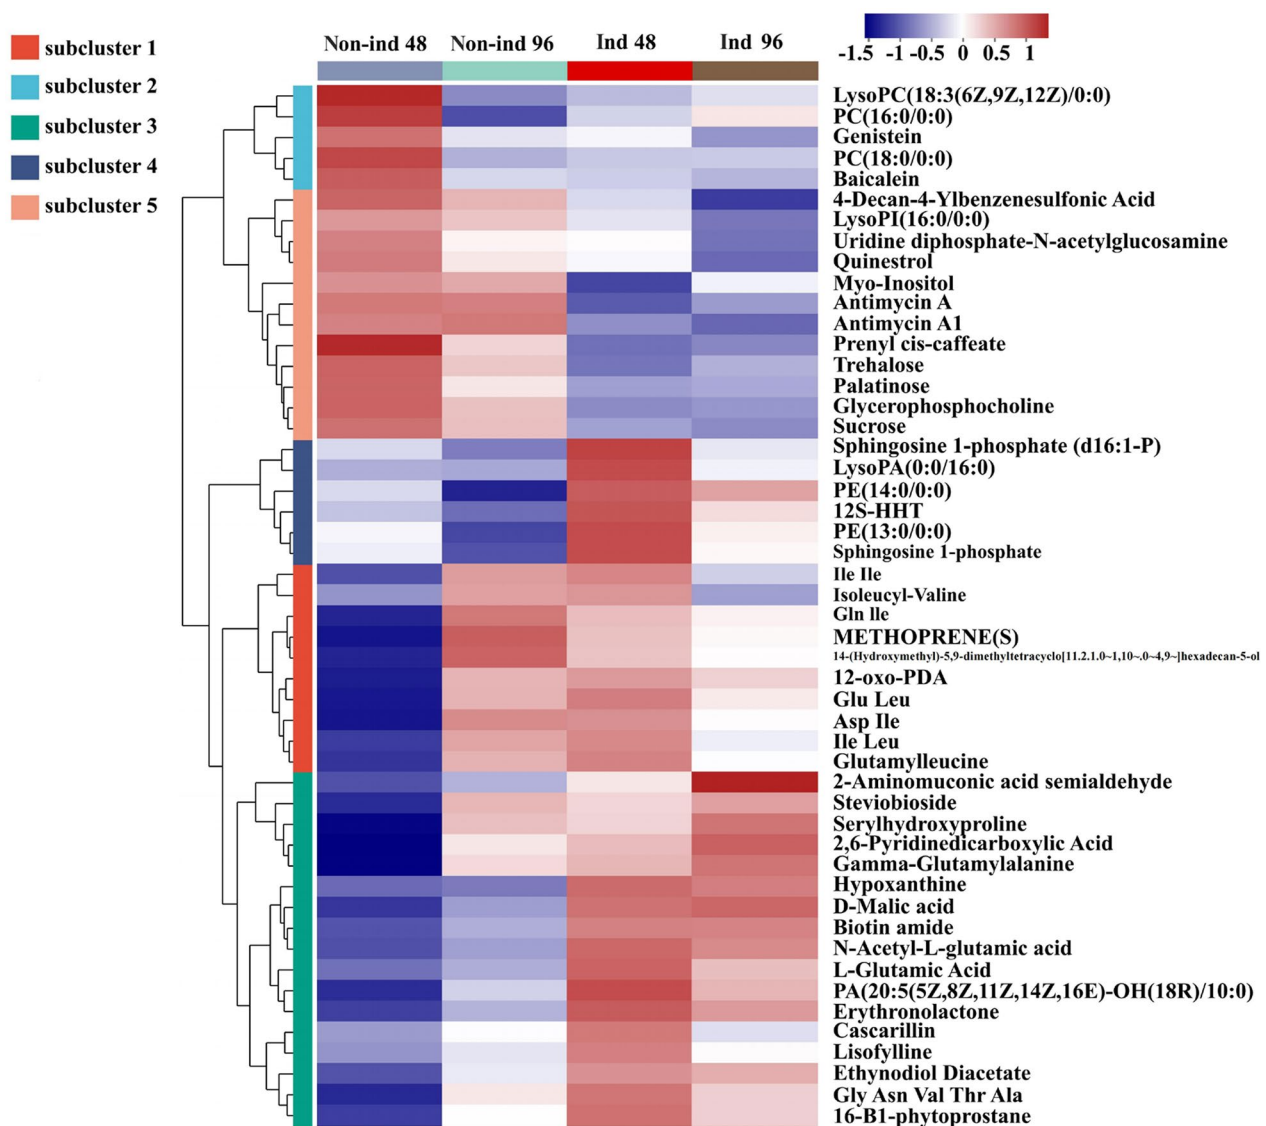 subcluster 1
subcluster 2
subcluster 3
subcluster 4
subcluster 5
Non-ind 48 Non-ind 96 Ind 48 Ind 96
-1.5 -1 -0.5 0 0.5 1
LysoPC(18:3(6Z,9Z,12Z)/0:0)
PC(16:0/0:0)
Genistein
PC(18:0/0:0)
Baicalein
4-Decan-4-Ylbenzenesulfonic Acid
LysoPI(16:0/0:0)
Uridine diphosphate-N-acetylglucosamine
Quinestrol
Myo-Inositol
Antimycin A
Antimycin A1
Prenyl cis-caffeate
Trehalose
Palatinose
Glycerophosphocholine
Sucrose
Sphingosine 1-phosphate (d16:1-P)
LysoPA(0:0/16:0)
PE(14:0/0:0)
12S-HHT
PE(13:0/0:0)
Sphingosine 1-phosphate
Ile Ile
Isoleucyl-Valine
Gln lle
METHOPRENE(S)
14-(Hydroxymethyl)-5,9-dimethyltetracyclo[11.2.1.0~1,10~.0~4,9~]hexadecan-5-ol
12-oxo-PDA
Glu Leu
Asp Ile
Ile Leu
Glutamylleucine
2-Aminomuconic acid semialdehyde
Steviobioside
Serylhydroxyproline
2,6-Pyridinedicarboxylic Acid
Gamma-Glutamylalanine
Hypoxanthine
D-Malic acid
Biotin amide
N-Acetyl-L-glutamic acid
L-Glutamic Acid
PA(20:5(5Z,8Z,11Z,14Z,16E)-OH(18R)/10:0)
Erythronolactone
Cascarillin
Lisofylline
Ethynodiol Diacetate
Gly Asn Val Thr Ala
16-B1-phytoprostane